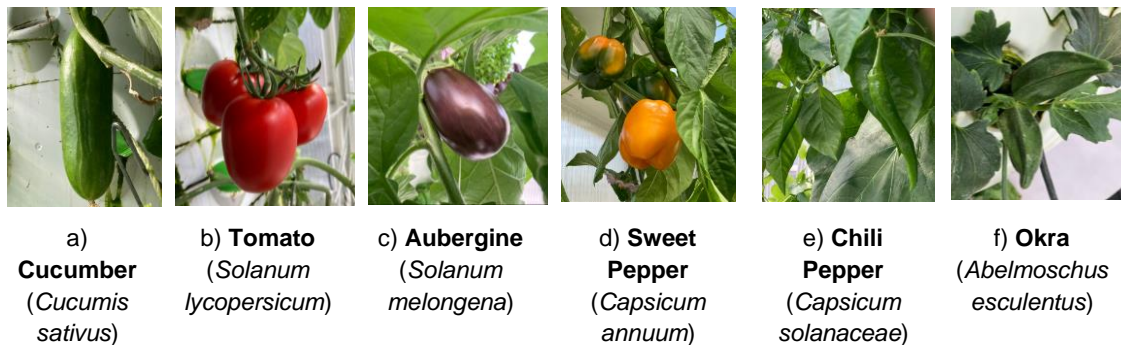 a)
Cucumber
(Cucumis
sativus)
b) Tomato
(Solanum
lycopersicum)
c) Aubergine
(Solanum
melongena)
d) Sweet
Pepper
(Capsicum
annuum)
e) Chili
Pepper
(Capsicum
solanaceae)
f) Okra
(Abelmoschus
esculentus)